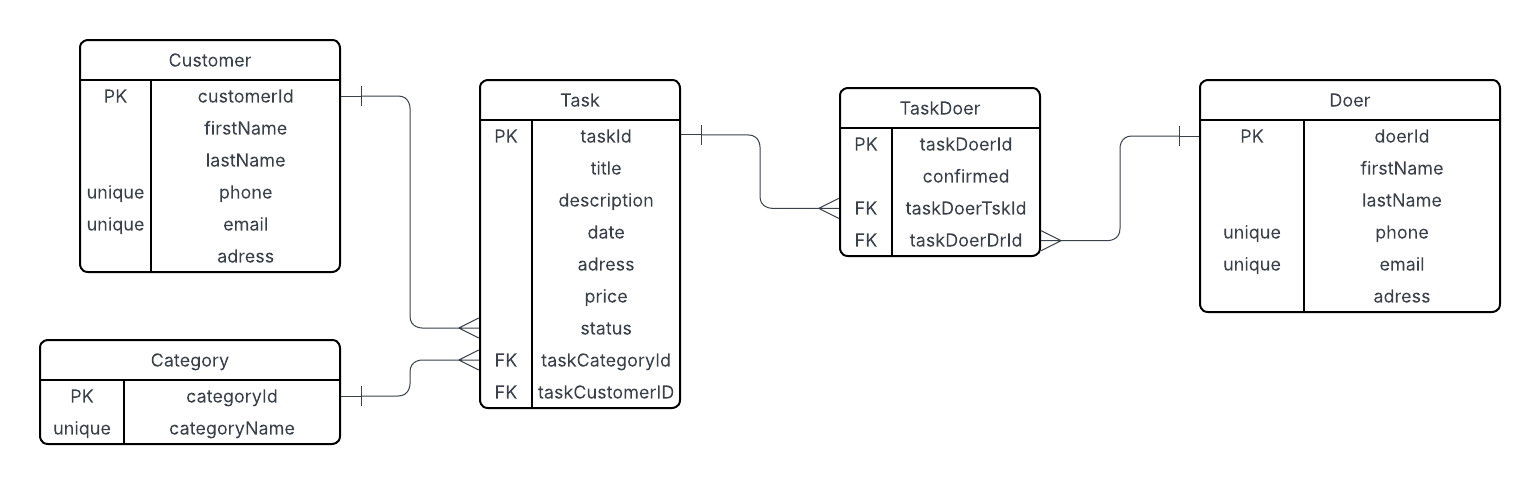 Customer
PK customerId
firstName
lastName
unique phone
unique email
adress
Category
PK categoryId
unique categoryName
Task
PK taskId
title
description
date
adress
price
status
FK taskCategoryId
FK taskCustomerID
TaskDoer
PK taskDoerId
confirmed
FK taskDoerTskId
FK taskDoerDrId
Doer
PK doerId
firstName
lastName
unique phone
unique email
adress